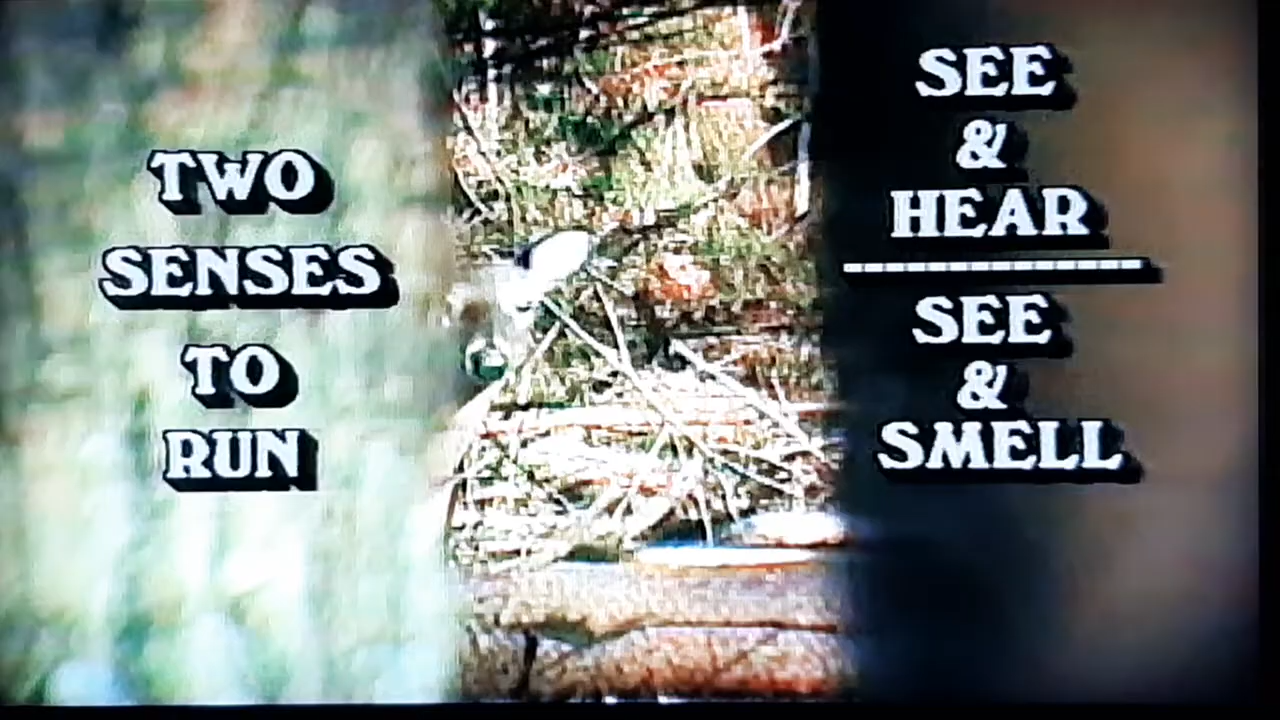 TWO
SENSES
TO
RUN
SEE
&
HEAR
SEE
&
SMELL